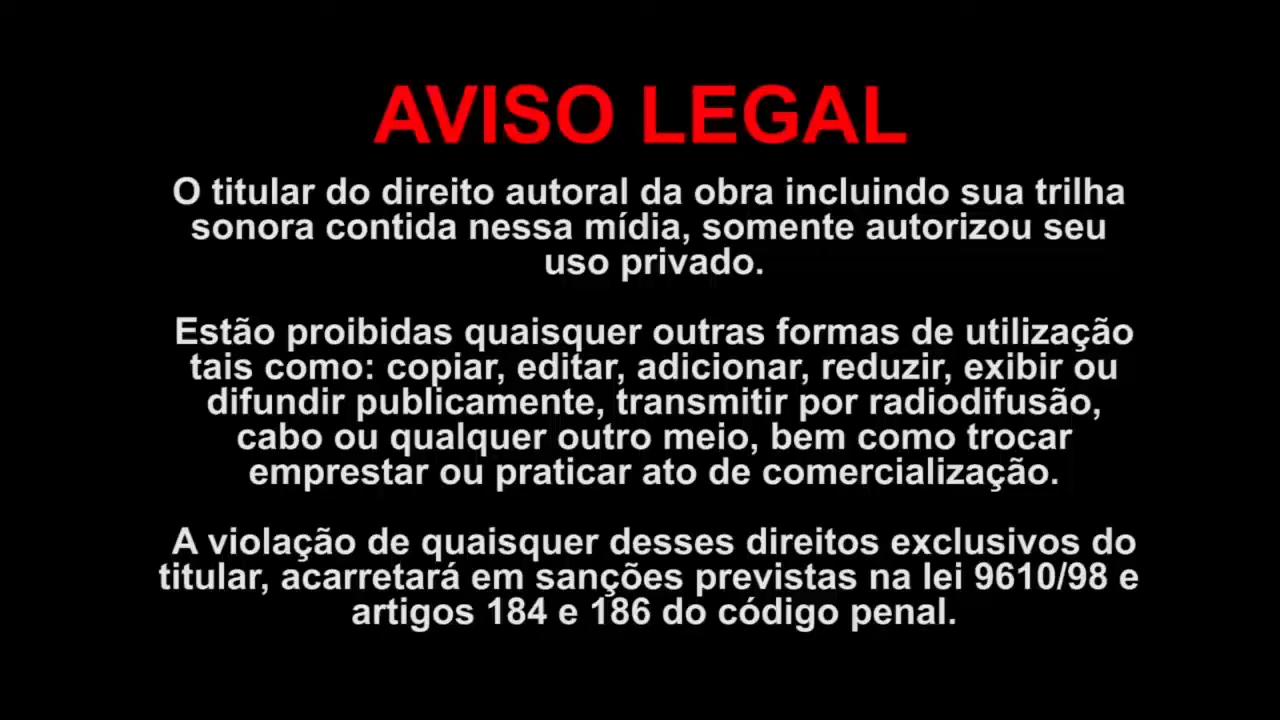 AVISO LEGAL
O titular do direito autoral da obra incluindo sua trilha
sonora contida nessa mídia, somente autorizou seu
uso privado.
Estão proibidas quaisquer outras formas de utilização
tais como: copiar, editar, adicionar, reduzir, exibir ou
difundir publicamente, transmitir por radiodifusão,
cabo ou qualquer outro meio, bem como trocar
emprestar ou praticar ato de comercialização.
A violação de quaisquer desses direitos exclusivos do
titular, acarretará em sanções previstas na lei 9610/98 e
artigos 184 e 186 do código penal.